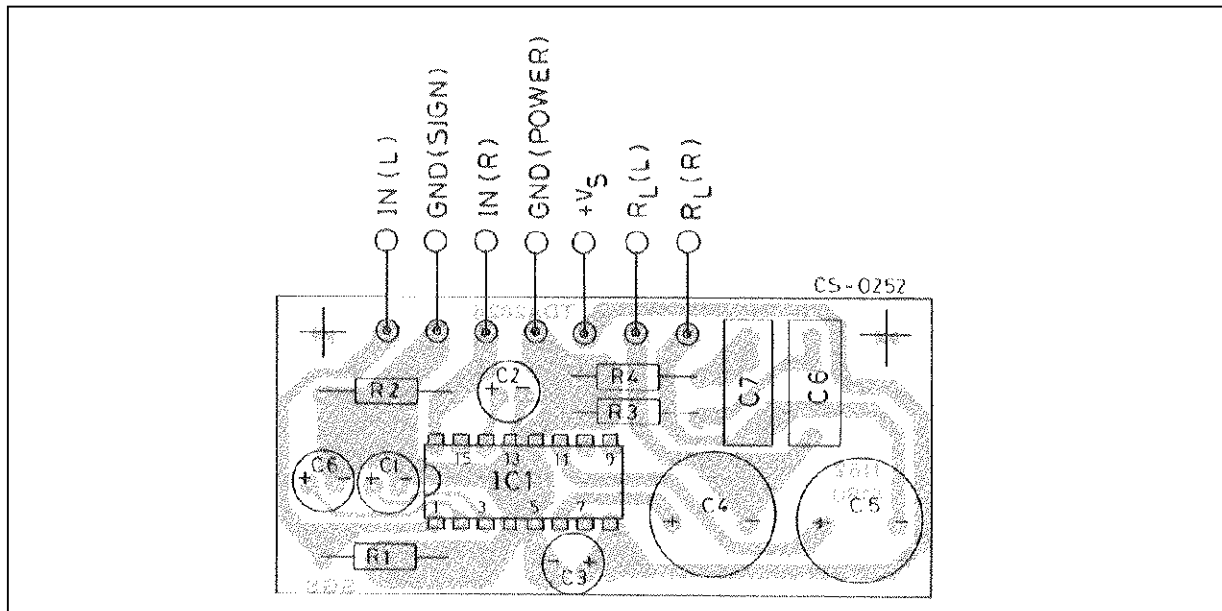 IN (L)
GND(SIGN)
IN (R)
GND(POWER)
+VS
RL(L)
RL(R)
CS-0252
R2
C2
R4
R3
C7
C6
15
13
11
9
C6
C1
IC1
C4
C5
1
3
5
7
R1
C3